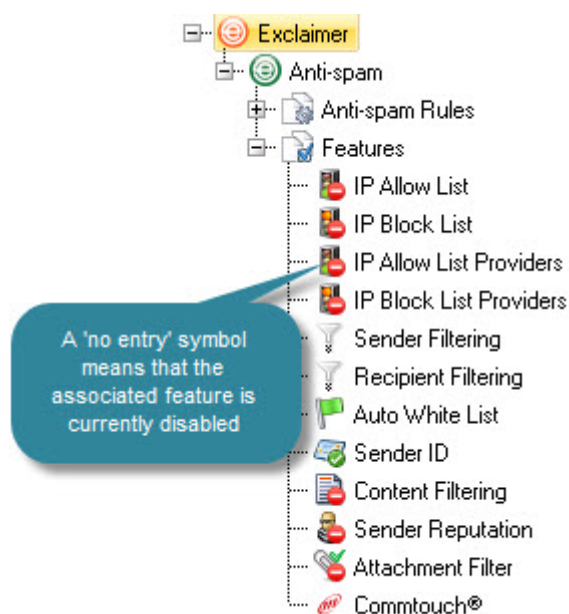 Exclaimer
Anti-spam
Anti-spam Rules
Features
IP Allow List
IP Block List
IP Allow List Providers
IP Block List Providers
A 'no entry' symbol
means that the
associated feature is
currently disabled
Sender Filtering
Recipient Filtering
Auto White List
Sender ID
Content Filtering
Sender Reputation
Attachment Filter
Commtouch®